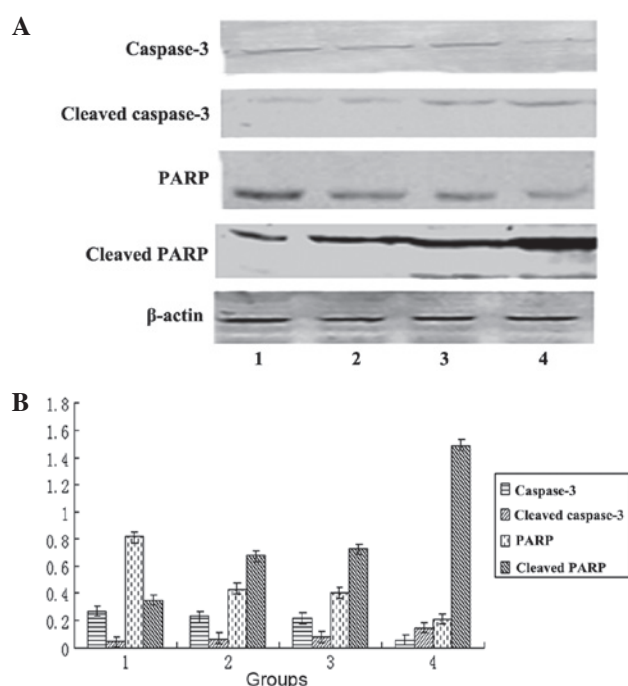 A
Caspase-3
Cleaved caspase-3
PARP
Cleaved PARP
β-actin
1 2 3 4
B
1.8
1.6
1.4
1.2
1
0.8
0.6
0.4
0.2
0
1 2 3 4
Groups
Caspase-3
Cleaved caspase-3
PARP
Cleaved PARP